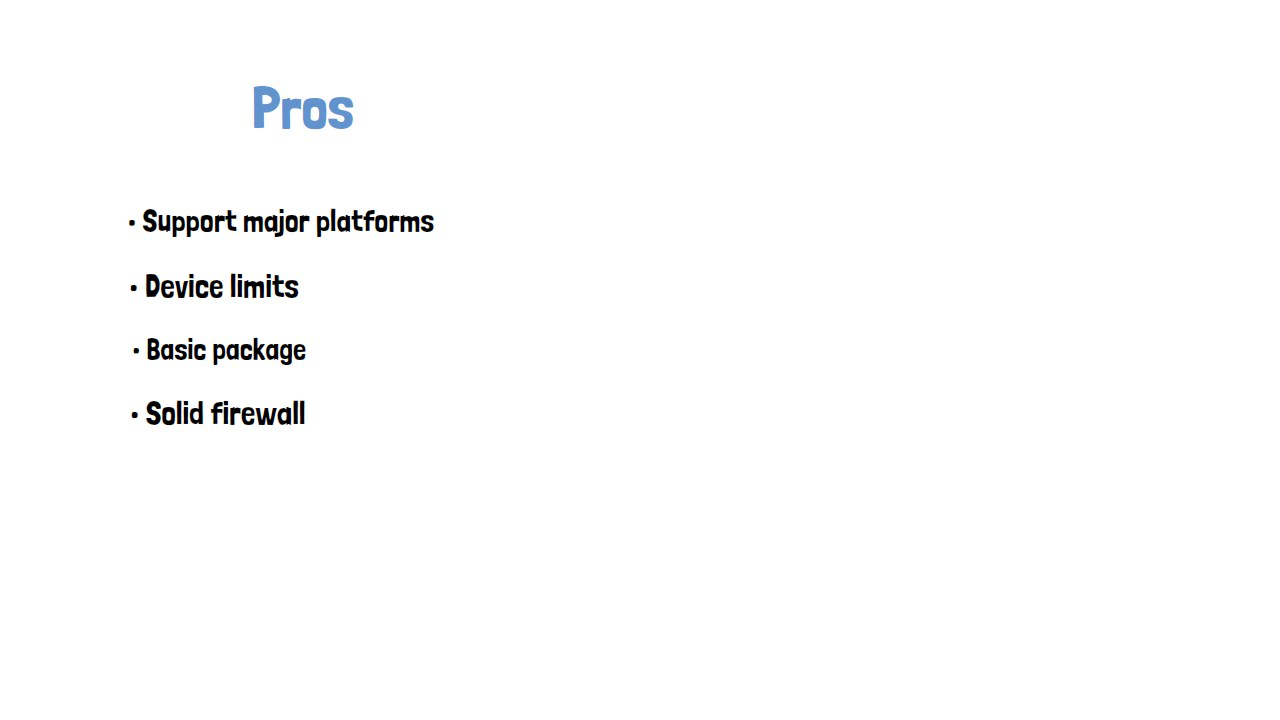 Pros
• Support major platforms
• Device limits
• Basic package
• Solid firewall